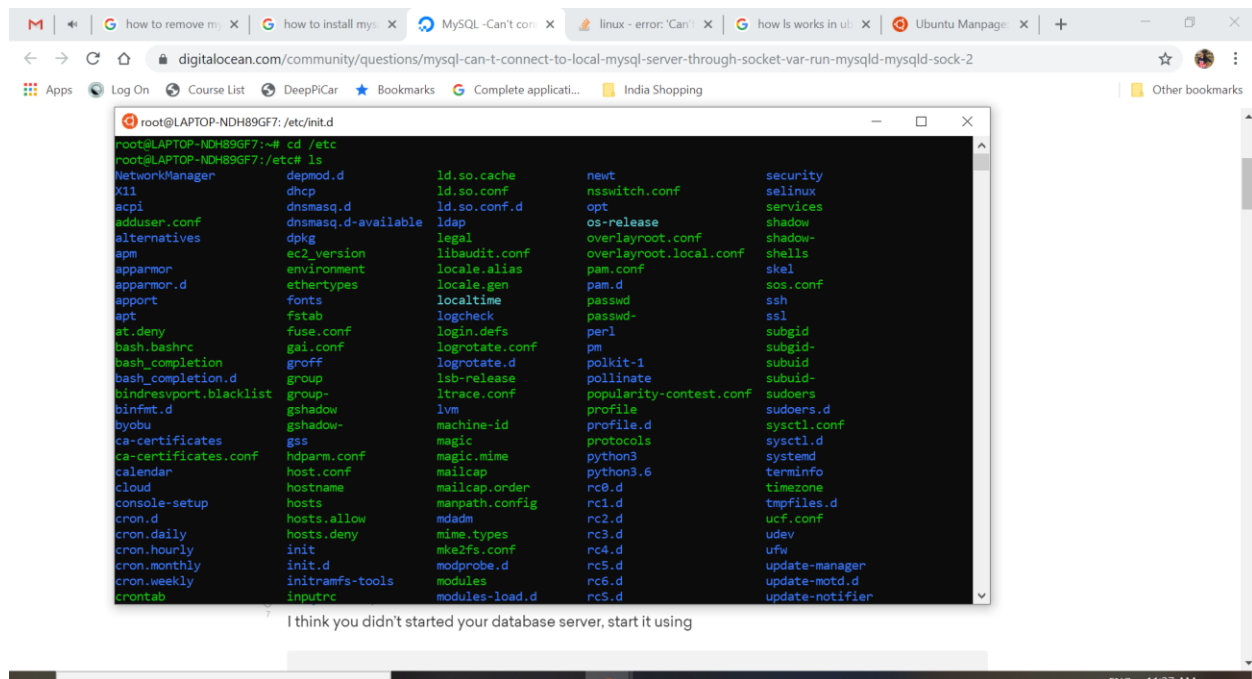 how to remove my
how to install mys
MySQL -Can't con
linux - error: 'Can't
how ls works in ub
Ubuntu Manpage:
digitalocean.com/community/questions/mysql-can-t-connect-to-local-mysql-server-through-socket-var-run-mysqld-mysqld-sock-2
Apps Log On Course List DeepPiCar Bookmarks Complete applicati... India Shopping Other bookmarks
root@LAPTOP-NDH89GF7: /etc/init.d
root@LAPTOP-NDH89GF7:~# cd /etc
root@LAPTOP-NDH89GF7:/etc# ls
NetworkManager depmod.d ld.so.cache newt security
X11 dhcp ld.so.conf nsswitch.conf selinux
acpi dnsmasq.d ld.so.conf.d opt services
adduser.conf dnsmasq.d-available ldap os-release shadow
alternatives dpkg legal overlayroot.conf shadow-
apm ec2_version libaudit.conf overlayroot.local.conf shells
apparmor environment locale.alias pam.conf skel
apparmor.d ethertypes locale.gen pam.d sos.conf
apport fonts localtime passwd ssh
apt fstab logcheck passwd- ssl
at.deny fuse.conf login.defs perl subgid
bash.bashrc gai.conf logrotate.conf pm subgid-
bash_completion groff logrotate.d polkit-1 subuid
bash_completion.d group lsb-release pollinate subuid-
bindresvport.blacklist group- ltrace.conf popularity-contest.conf sudoers
binfmt.d gshadow lvm profile sudoers.d
byobu gshadow- machine-id profile.d sysctl.conf
ca-certificates gss magic protocols sysctl.d
ca-certificates.conf hdparm.conf magic.mime python3 systemd
calendar host.conf mailcap python3.6 terminfo
cloud hostname mailcap.order rc0.d timezone
console-setup hosts manpath.config rc1.d tmpfiles.d
cron.d hosts.allow mdadm rc2.d ucf.conf
cron.daily hosts.deny mime.types rc3.d udev
cron.hourly init mke2fs.conf rc4.d ufw
cron.monthly init.d modprobe.d rc5.d update-manager
cron.weekly initramfs-tools modules rc6.d update-motd.d
crontab inputrc modules-load.d rcS.d update-notifier
I think you didn't started your database server, start it using